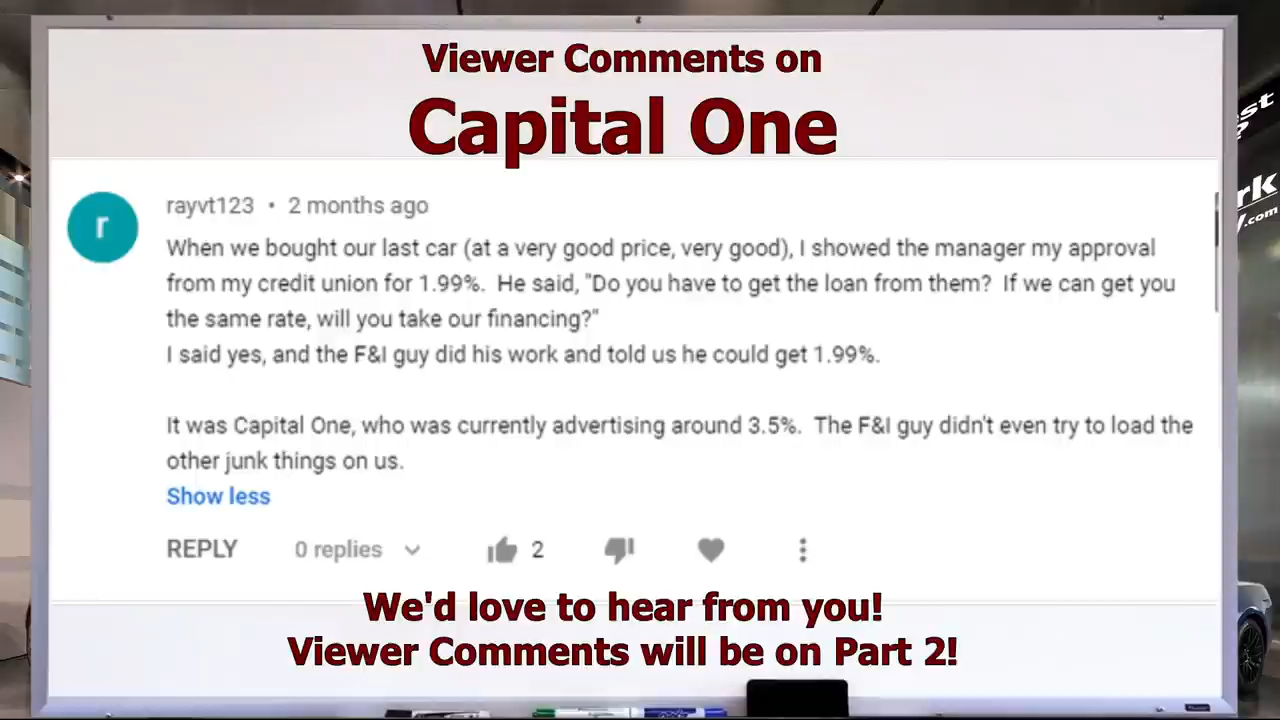 Viewer Comments on
Capital One
r
rayvt123 • 2 months ago
When we bought our last car (at a very good price, very good), I showed the manager my approval
from my credit union for 1.99%. He said, "Do you have to get the loan from them? If we can get you
the same rate, will you take our financing?"
I said yes, and the F&I guy did his work and told us he could get 1.99%.
It was Capital One, who was currently advertising around 3.5%. The F&I guy didn't even try to load the
other junk things on us.
Show less
REPLY 0 replies 2
We'd love to hear from you!
Viewer Comments will be on Part 2!
st
?
rk
.com